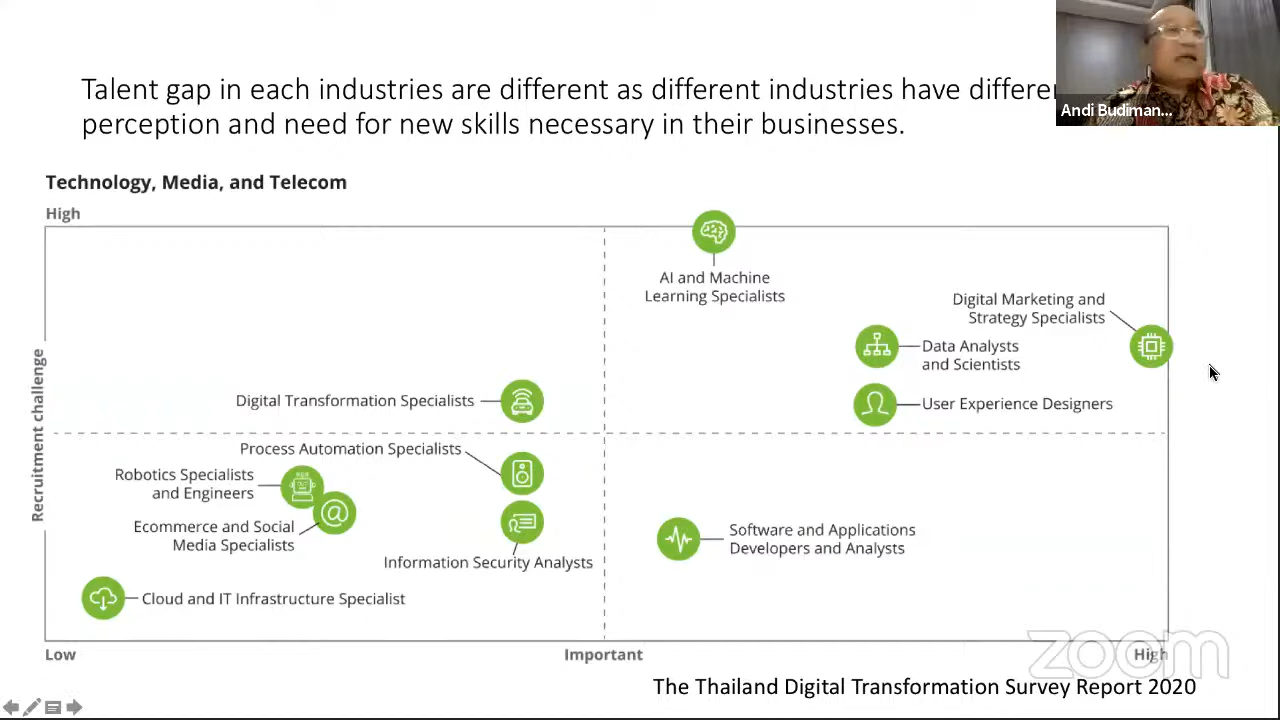 Talent gap in each industries are different as different industries have
perception and need for new skills necessary in their businesses.
Andi Budiman...
Technology, Media, and Telecom
High
Recruitment challenge
AI and Machine
Learning Specialists
Digital Marketing and
Strategy Specialists
Data Analysts
and Scientists
Digital Transformation Specialists
User Experience Designers
Process Automation Specialists
Robotics Specialists
and Engineers
Ecommerce and Social
Media Specialists
Information Security Analysts
Software and Applications
Developers and Analysts
Cloud and IT Infrastructure Specialist
Low
Important
High
zoom
The Thailand Digital Transformation Survey Report 2020